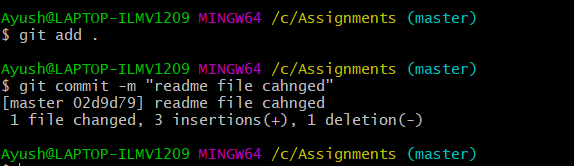 Ayush@LAPTOP-ILMV1209 MINGW64 /c/Assignments (master)
$ git add .
Ayush@LAPTOP-ILMV1209 MINGW64 /c/Assignments (master)
$ git commit -m "readme file cahnged"
[master 02d9d79] readme file cahnged
 1 file changed, 3 insertions(+), 1 deletion(-)
Ayush@LAPTOP-ILMV1209 MINGW64 /c/Assignments (master)